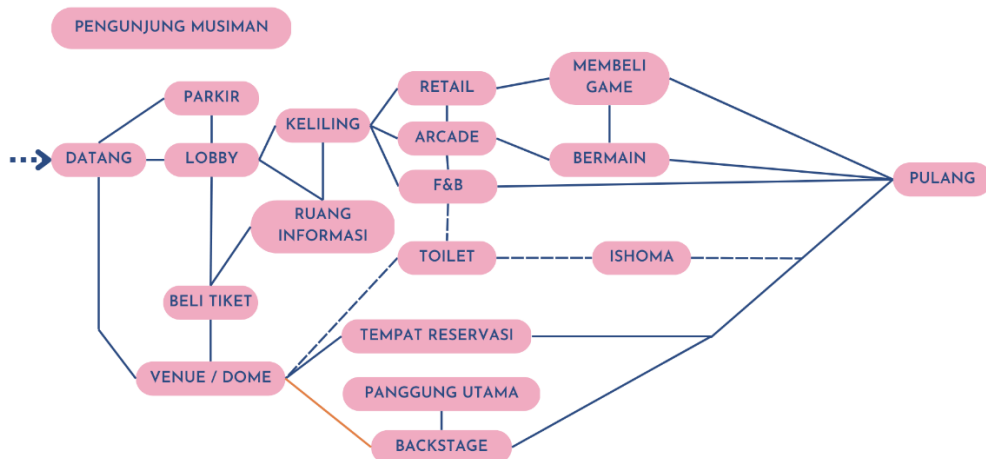 PENGUNJUNG MUSIMAN
PARKIR
DATANG
LOBBY
KELILING
RUANG
INFORMASI
BELI TIKET
VENUE / DOME
RETAIL
ARCADE
F&B
TOILET
TEMPAT RESERVASI
PANGGUNG UTAMA
BACKSTAGE
MEMBELI
GAME
BERMAIN
ISHOMA
PULANG